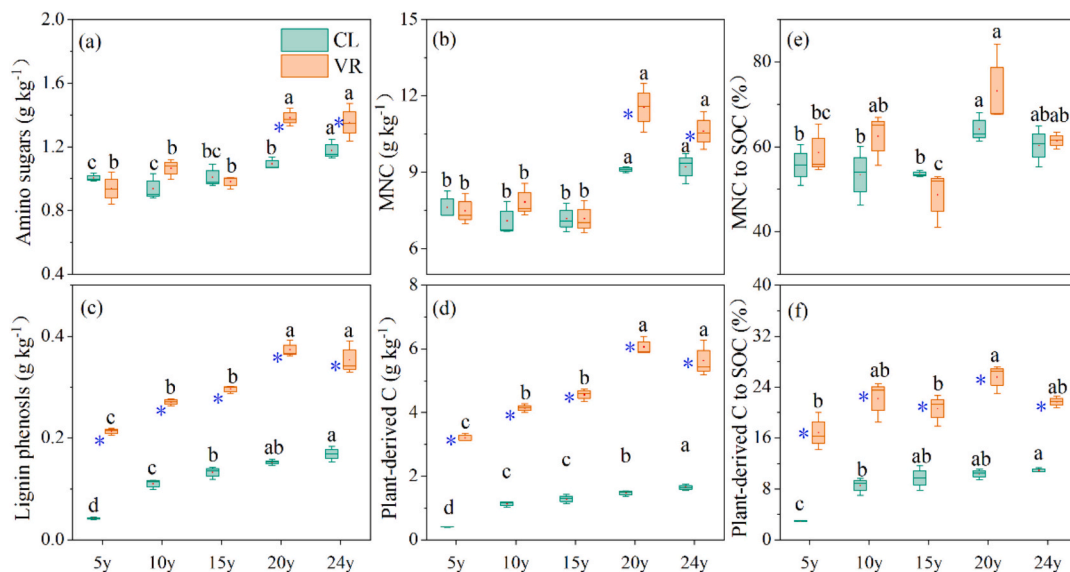 (a)
CL
VR
Amino sugars (g kg⁻¹)
2.0
1.6
1.2
0.8
0.4
c b
b b
bc b
b a
a a
* *
(b)
MNC (g kg⁻¹)
15
12
9
6
b b
b b
b b
a a
a a
* *
(e)
MNC to SOC (%)
80
60
40
b bc
b ab
b c
a a
ab ab
(c)
Lignin phenosls (g kg⁻¹)
0.4
0.2
0.0
c b b a a
* * * * *
d c b ab a
5y 10y 15y 20y 24y
(d)
Plant-derived C (g kg⁻¹)
8
6
4
2
0
c b b a a
* * * * *
d c c b a
5y 10y 15y 20y 24y
(f)
Plant-derived C to SOC (%)
40
32
24
16
8
0
b ab b a ab
* * * * *
c b ab ab a
5y 10y 15y 20y 24y